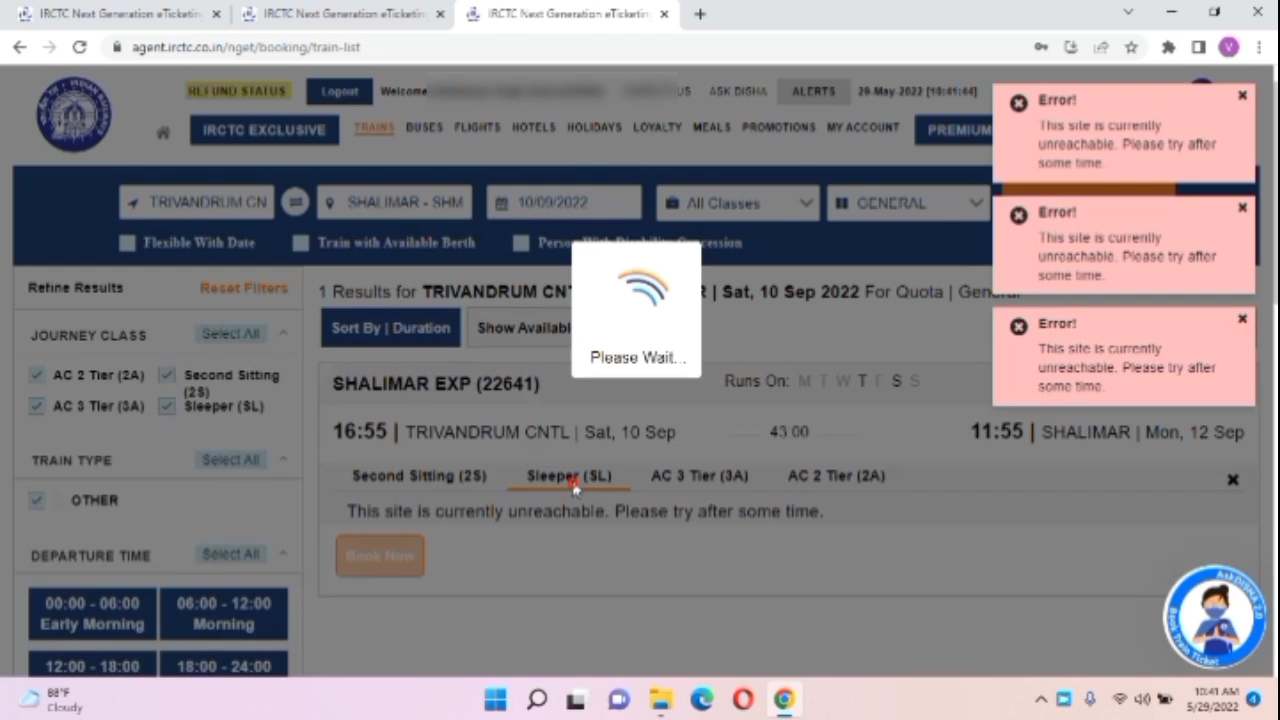 IRCTC Next Generation eTicketin
IRCTC Next Generation eTicketin
IRCTC Next Generation eTicketin
agent.irctc.co.in/nget/booking/train-list
REFUND STATUS
Logout
Welcome
US
ASK DISHA
ALERTS
29-May-2022 [10:41:44]
IRCTC EXCLUSIVE
TRAINS
BUSES
FLIGHTS
HOTELS
HOLIDAYS
LOYALTY
MEALS
PROMOTIONS
MY ACCOUNT
PREMIUM
Error!
This site is currently
unreachable. Please try after
some time.
Error!
This site is currently
unreachable. Please try after
some time.
Error!
This site is currently
unreachable. Please try after
some time.
TRIVANDRUM CN
SHALIMAR - SHM
10/09/2022
All Classes
GENERAL
Flexible With Date
Train with Available Berth
Person With Disability Concession
Please Wait...
Refine Results
Reset Filters
JOURNEY CLASS
Select All
AC 2 Tier (2A)
Second Sitting
(2S)
AC 3 Tier (3A)
Sleeper (SL)
TRAIN TYPE
Select All
OTHER
DEPARTURE TIME
Select All
00:00 - 06:00
Early Morning
06:00 - 12:00
Morning
12:00 - 18:00
18:00 - 24:00
1 Results for TRIVANDRUM CNT R | Sat, 10 Sep 2022 For Quota | General
Sort By | Duration
Show Availab
SHALIMAR EXP (22641)
Runs On: M T W T F S S
16:55 | TRIVANDRUM CNTL | Sat, 10 Sep
43:00
11:55 | SHALIMAR | Mon, 12 Sep
Second Sitting (2S)
Sleeper (SL)
AC 3 Tier (3A)
AC 2 Tier (2A)
This site is currently unreachable. Please try after some time.
Book Now
AskDISHA 2.0
Book Train Ticket
88°F
Cloudy
V
10:41 AM
5/29/2022
4